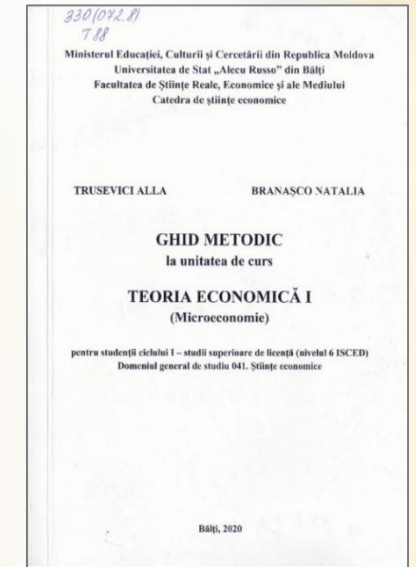 330(072.8)
T88
Ministerul Educației, Culturii și Cercetării din Republica Moldova
Universitatea de Stat „Alecu Russo” din Bălți
Facultatea de Științe Reale, Economice și ale Mediului
Catedra de științe economice
TRUSEVICI ALLA BRANAȘCO NATALIA
GHID METODIC
la unitatea de curs
TEORIA ECONOMICĂ I
(Microeconomie)
pentru studenții ciclului I – studii superioare de licență (nivelul 6 ISCED)
Domeniul general de studiu 041. Științe economice
Bălți, 2020